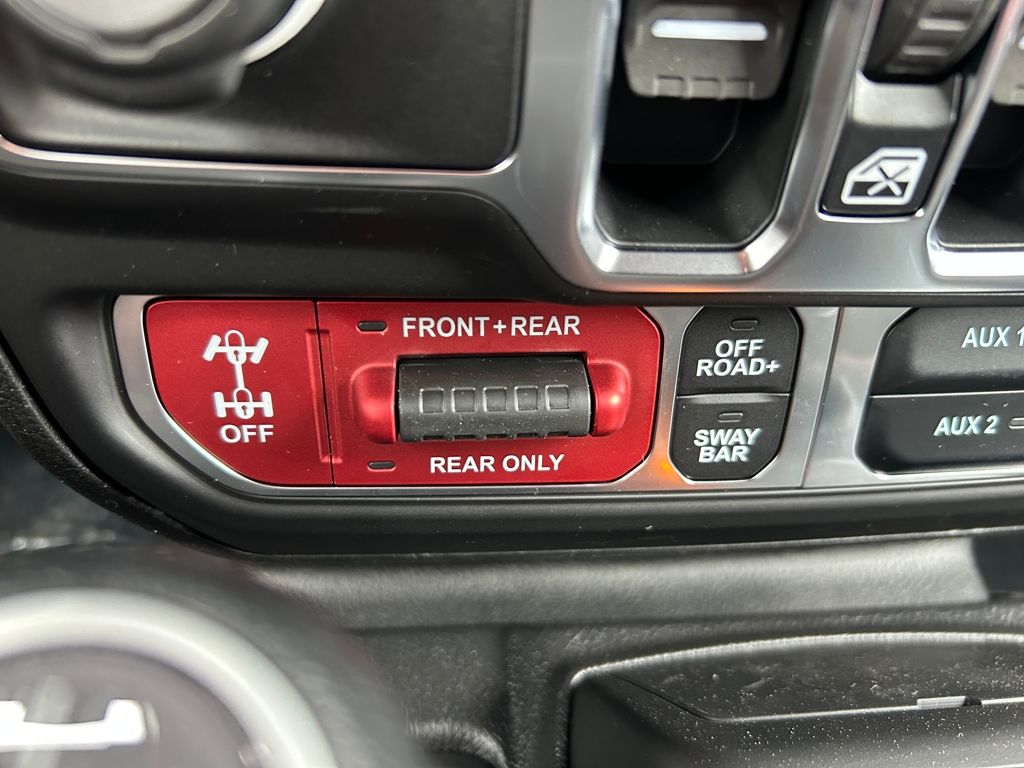 FRONT+REAR
OFF
REAR ONLY
OFF
ROAD+
SWAY
BAR
AUX 1
AUX 2